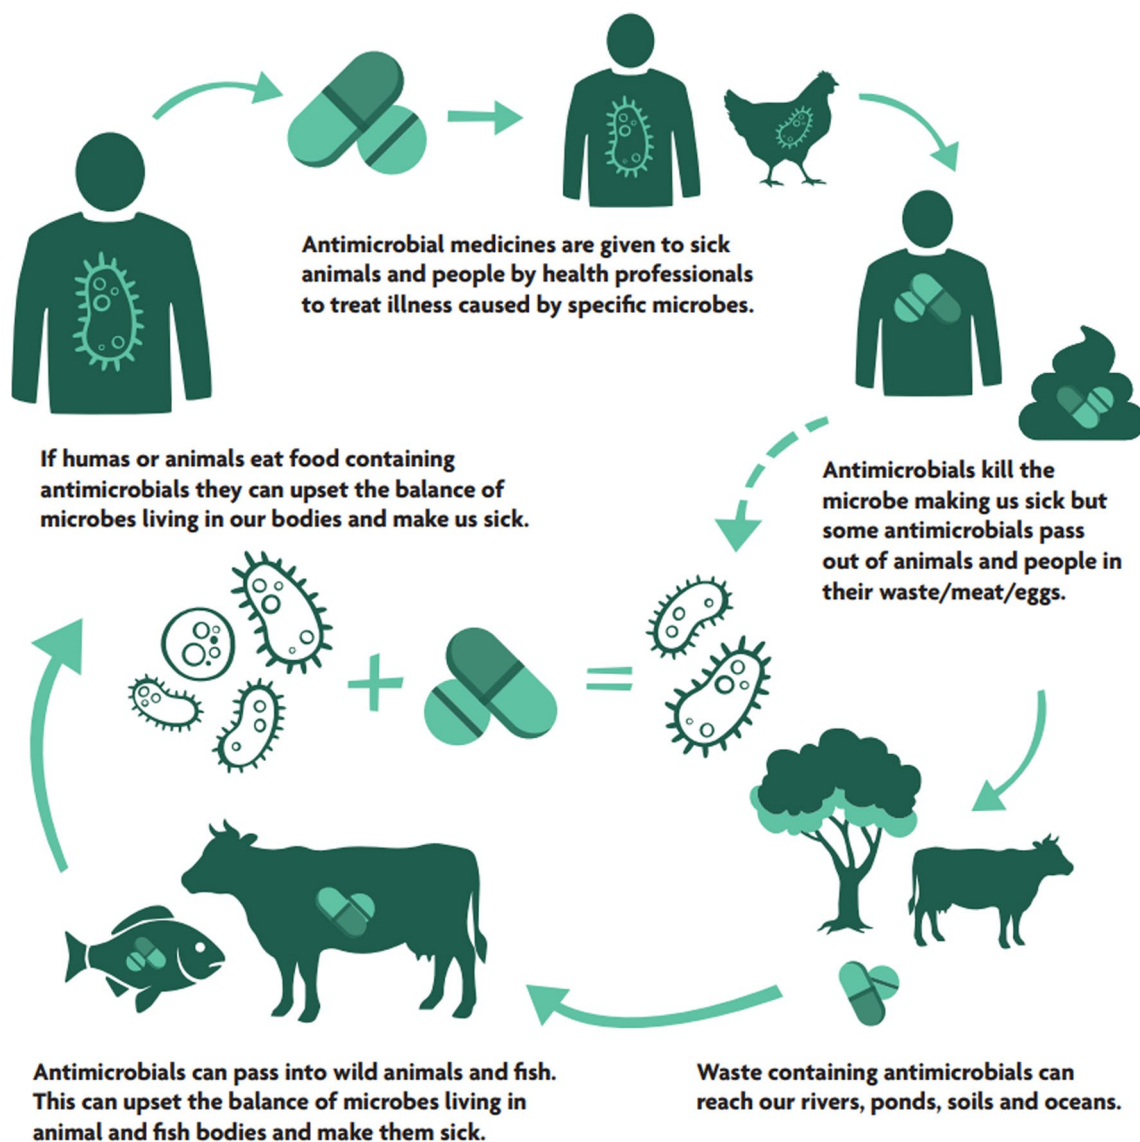 Antimicrobial medicines are given to sick
animals and people by health professionals
to treat illness caused by specific microbes.
Antimicrobials kill the
microbe making us sick but
some antimicrobials pass
out of animals and people in
their waste/meat/eggs.
Waste containing antimicrobials can
reach our rivers, ponds, soils and oceans.
Antimicrobials can pass into wild animals and fish.
This can upset the balance of microbes living in
animal and fish bodies and make them sick.
If humas or animals eat food containing
antimicrobials they can upset the balance of
microbes living in our bodies and make us sick.